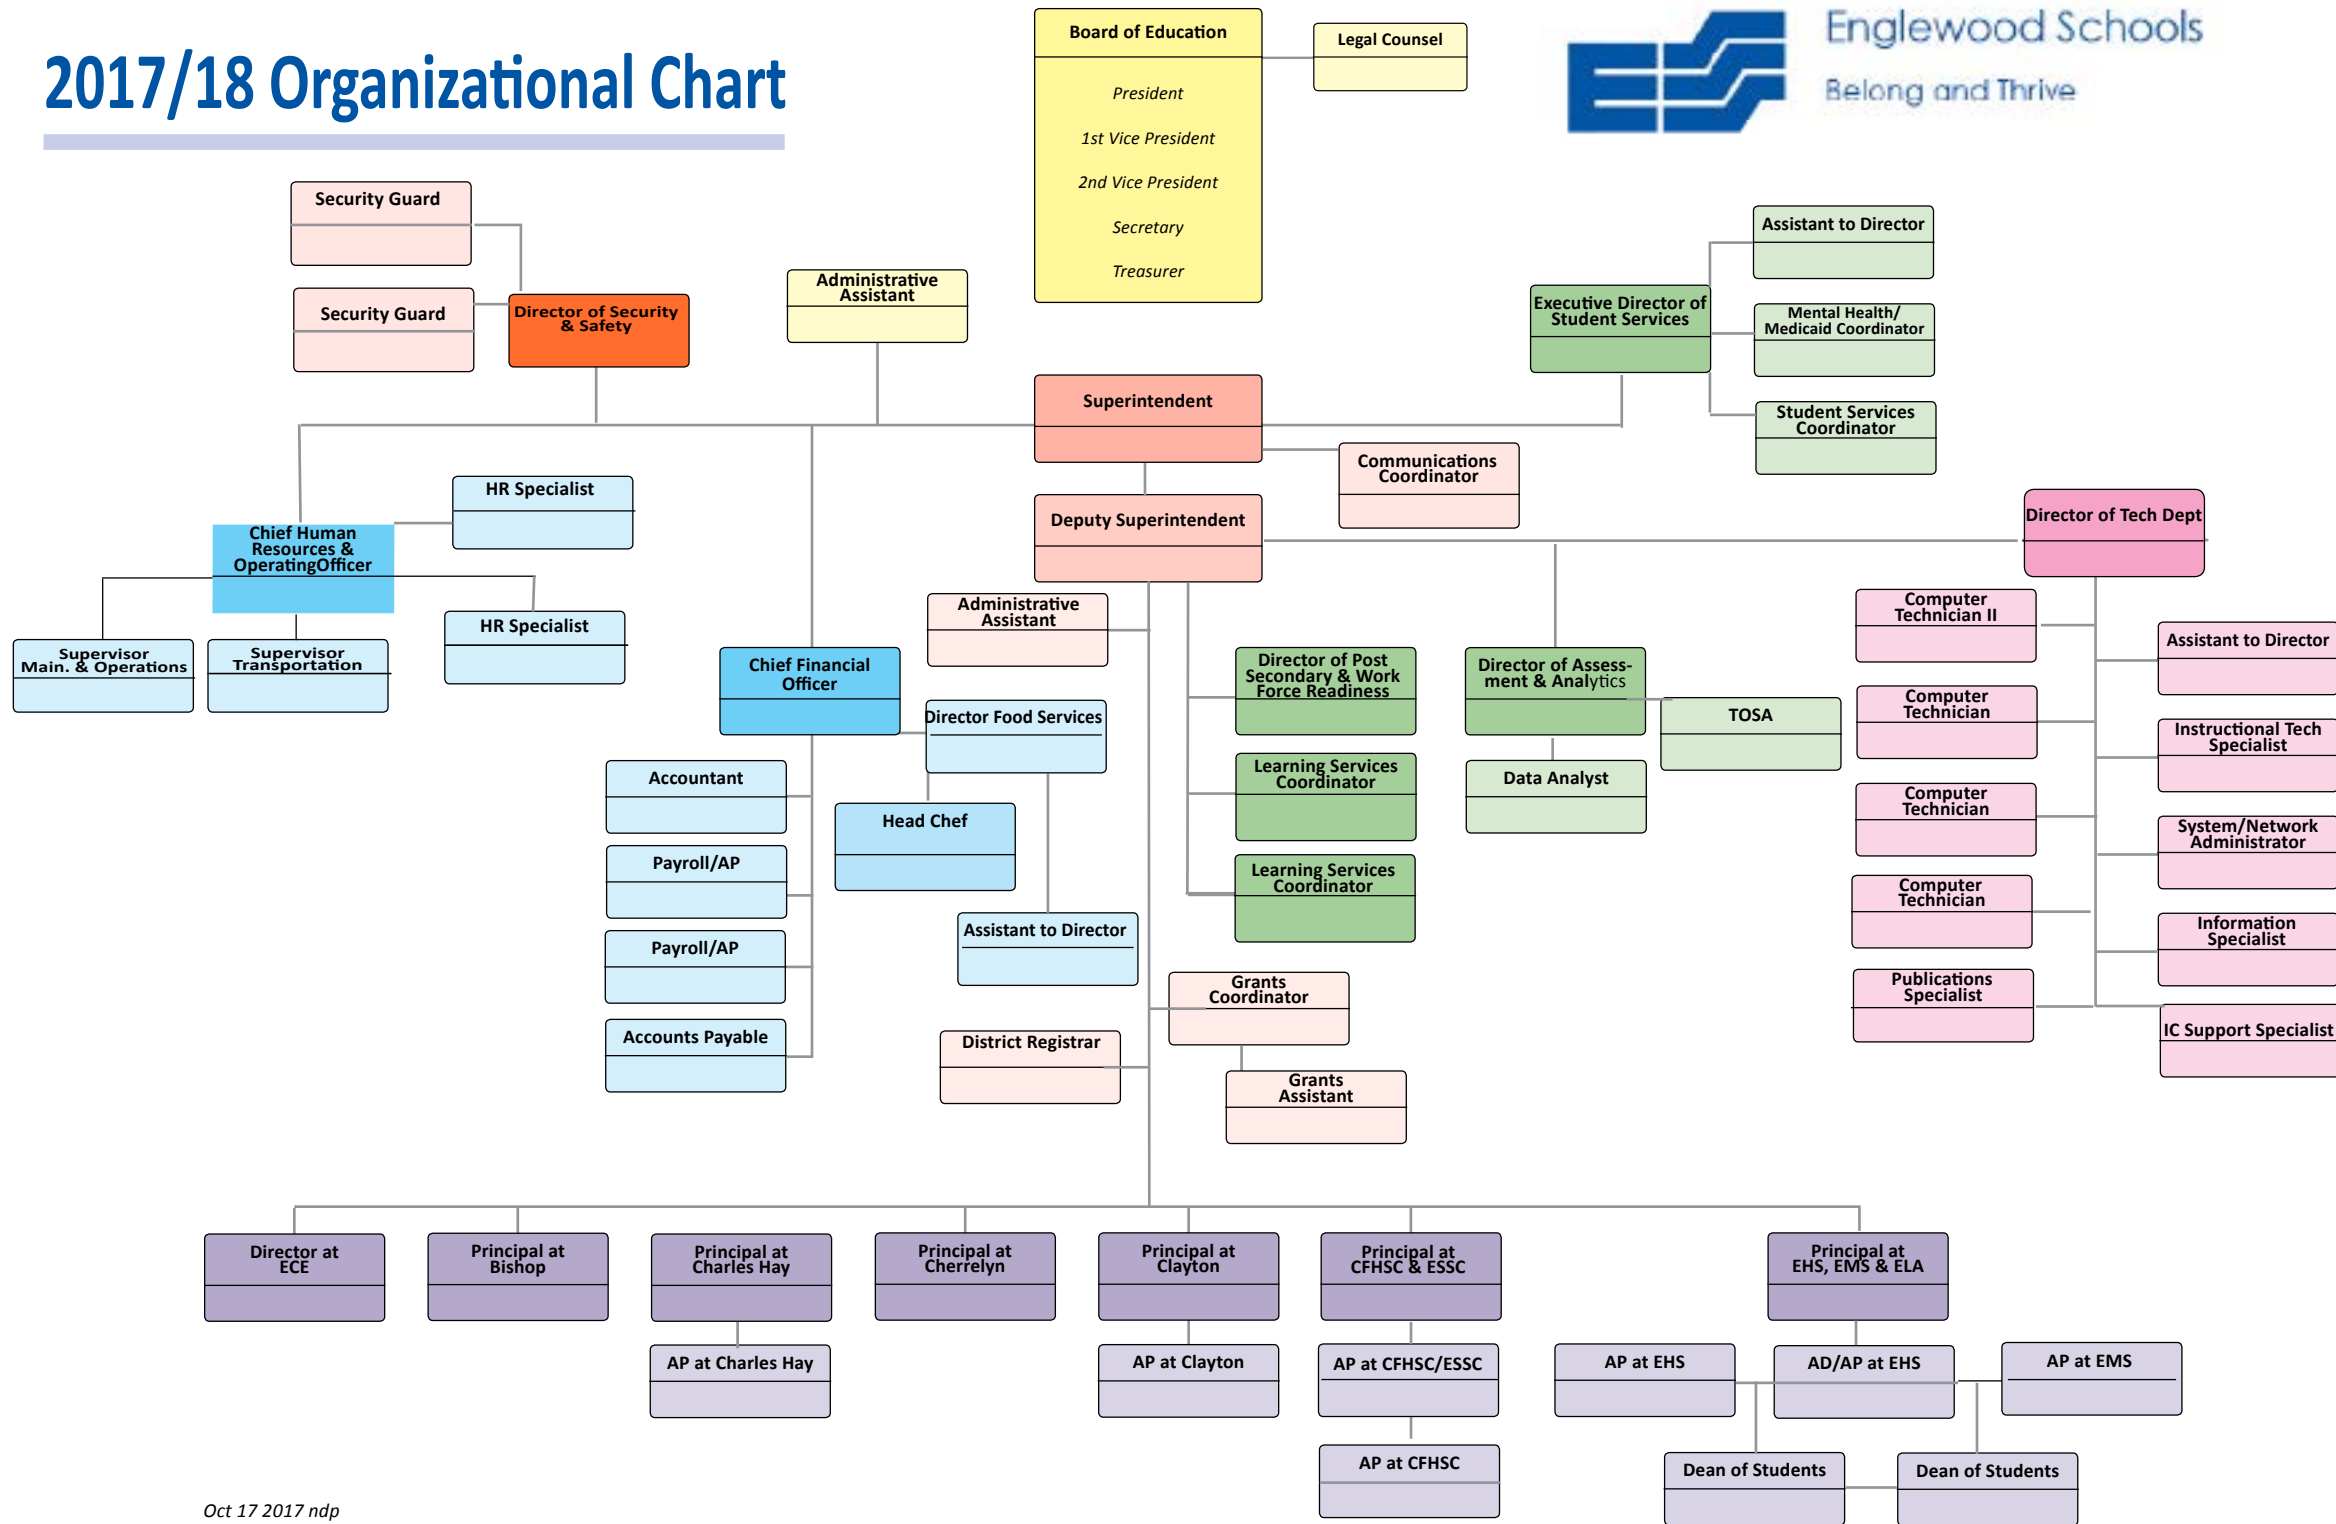 2017/18 Organizational Chart
Board of Education
President
1st Vice President
2nd Vice President
Secretary
Treasurer
Legal Counsel
Englewood Schools
Belong and Thrive
Security Guard
Security Guard
Director of Security
& Safety
Administrative
Assistant
Executive Director of
Student Services
Assistant to Director
Mental Health/
Medicaid Coordinator
Student Services
Coordinator
Superintendent
Communications
Coordinator
Deputy Superintendent
HR Specialist
Chief Human
Resources &
OperatingOfficer
HR Specialist
Supervisor
Main. & Operations
Supervisor
Transportation
Director of Tech Dept
Administrative
Assistant
Chief Financial
Officer
Director Food Services
Accountant
Head Chef
Payroll/AP
Payroll/AP
Assistant to Director
Accounts Payable
Director of Post
Secondary & Work
Force Readiness
Learning Services
Coordinator
Learning Services
Coordinator
Director of Assess-
ment & Analytics
TOSA
Data Analyst
Computer
Technician II
Assistant to Director
Computer
Technician
Instructional Tech
Specialist
Computer
Technician
System/Network
Administrator
Computer
Technician
Information
Specialist
Publications
Specialist
IC Support Specialist
Grants
Coordinator
District Registrar
Grants
Assistant
Director at
ECE
Principal at
Bishop
Principal at
Charles Hay
Principal at
Cherrelyn
Principal at
Clayton
Principal at
CFHSC & ESSC
Principal at
EHS, EMS & ELA
AP at Charles Hay
AP at Clayton
AP at CFHSC/ESSC
AP at EHS
AD/AP at EHS
AP at EMS
AP at CFHSC
Dean of Students
Dean of Students
Oct 17 2017 ndp